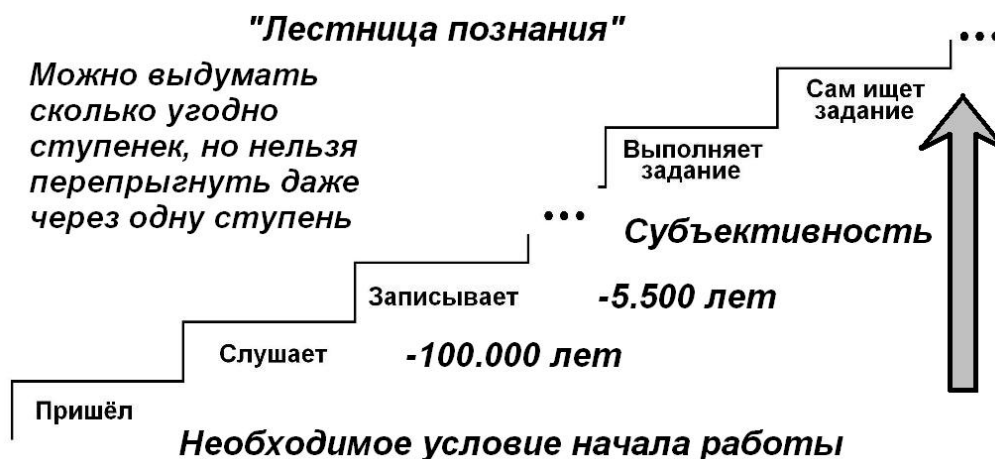 "Лестница познания"
Можно выдумать
сколько угодно
ступенек, но нельзя
перепрыгнуть даже
через одну ступень
...
Сам ищет
задание
Выполняет
задание
...
Субъективность
Записывает -5.500 лет
Слушает -100.000 лет
Пришёл
Необходимое условие начала работы